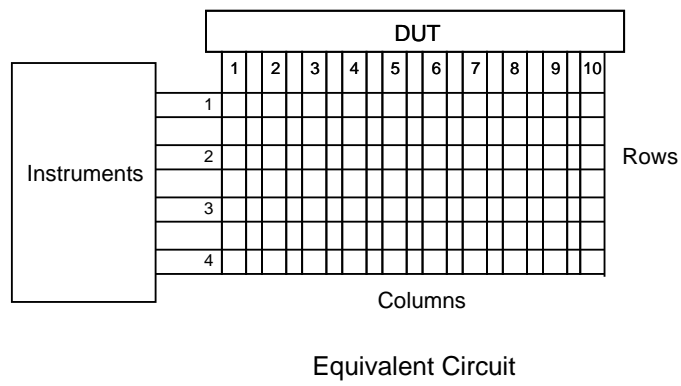 DUT
1 2 3 4 5 6 7 8 9 10
1
2
3
4
Instruments
Rows
Columns
Equivalent Circuit